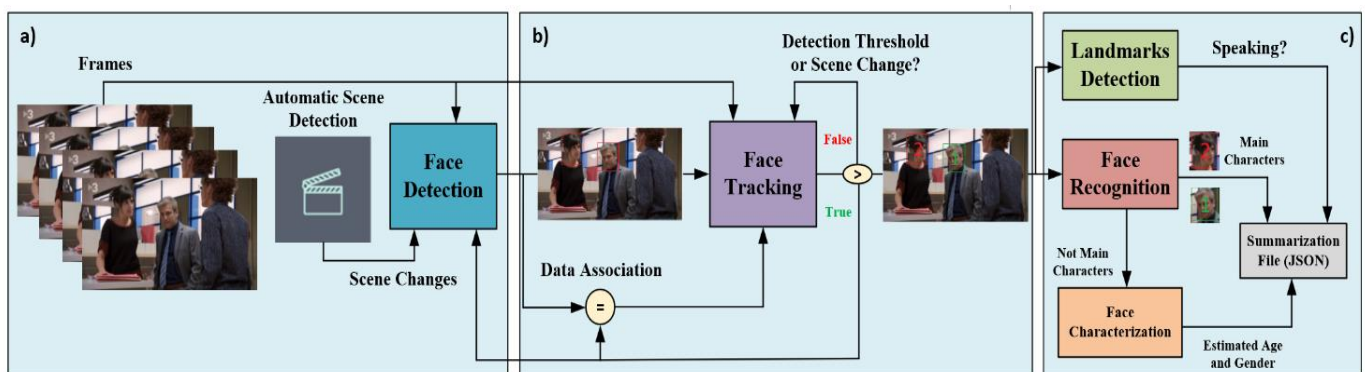 a)
Frames
Automatic Scene
Detection
Face
Detection
Scene Changes
b)
Detection Threshold
or Scene Change?
Face
Tracking
False
>
True
Data Association
=
c)
Landmarks
Detection
Speaking?
Face
Recognition
Main
Characters
Not Main
Characters
Summarization
File (JSON)
Face
Characterization
Estimated Age
and Gender